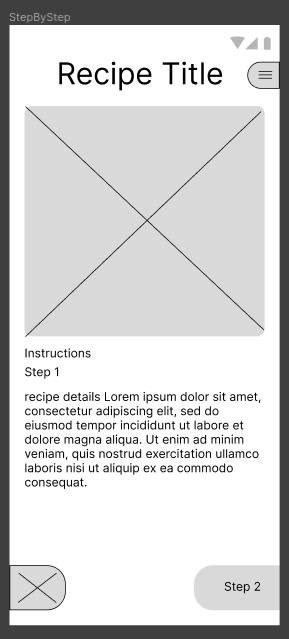 StepByStep
Recipe Title
Instructions
Step 1
recipe details Lorem ipsum dolor sit amet,
consectetur adipiscing elit, sed do
eiusmod tempor incididunt ut labore et
dolore magna aliqua. Ut enim ad minim
veniam, quis nostrud exercitation ullamco
laboris nisi ut aliquip ex ea commodo
consequat.
Step 2